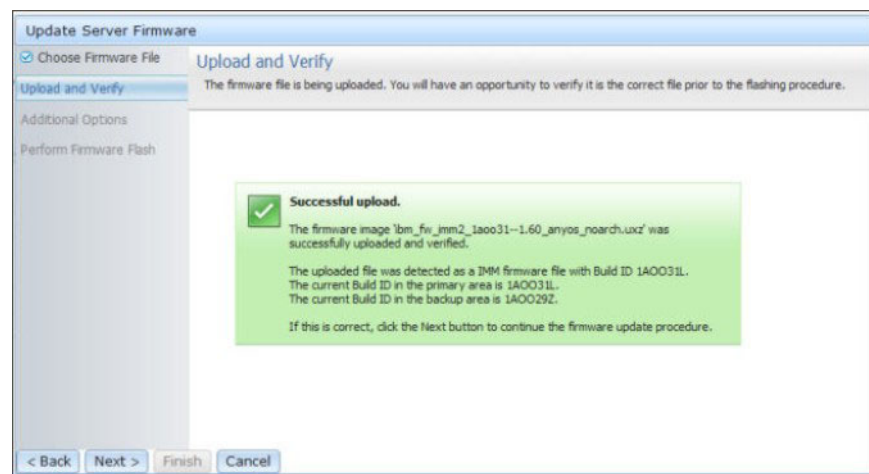 Update Server Firmware
Choose Firmware File
Upload and Verify
Additional Options
Perform Firmware Flash
Upload and Verify
The firmware file is being uploaded. You will have an opportunity to verify it is the correct file prior to the flashing procedure.
Successful upload.
The firmware image 'ibm_fw_imm2_1aoo31--1.60_anyos_noarch.uxz' was
successfully uploaded and verified.
The uploaded file was detected as a IMM firmware file with Build ID 1AOO31L.
The current Build ID in the primary area is 1AOO31L.
The current Build ID in the backup area is 1AOO29Z.
If this is correct, click the Next button to continue the firmware update procedure.
< Back Next > Finish Cancel